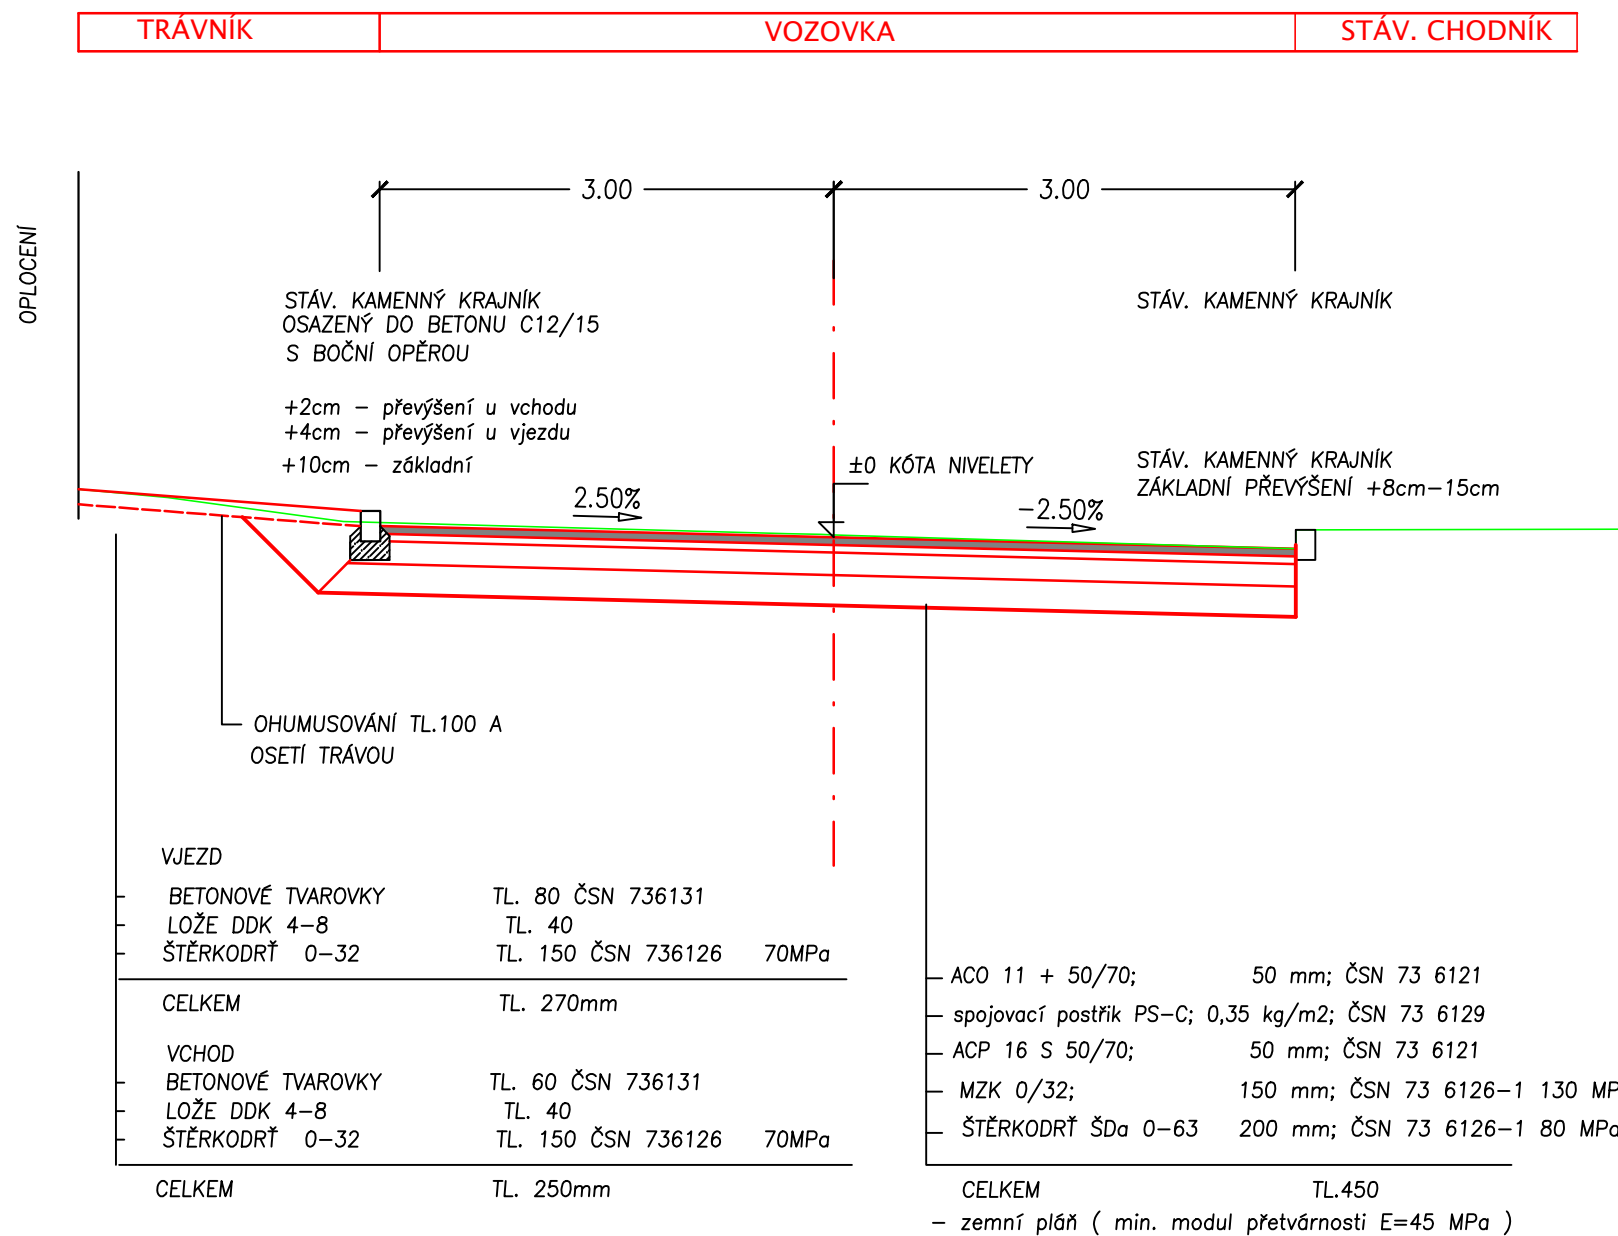 TRÁVNÍK VOZOVKA STÁV. CHODNÍK
3.00 3.00
OPLOCENÍ
STÁV. KAMENNÝ KRAJNÍK
OSAZENÝ DO BETONU C12/15
S BOČNÍ OPĚROU
STÁV. KAMENNÝ KRAJNÍK
+2cm – převýšení u vchodu
+4cm – převýšení u vjezdu
+10cm – základní
±0 KÓTA NIVELETY
STÁV. KAMENNÝ KRAJNÍK
ZÁKLADNÍ PŘEVÝŠENÍ +8cm–15cm
2.50% –2.50%
OHUMUSOVÁNÍ TL.100 A
OSETÍ TRÁVOU
VJEZD
BETONOVÉ TVAROVKY TL. 80 ČSN 736131
LOŽE DDK 4–8 TL. 40
ŠTĚRKODRŤ 0–32 TL. 150 ČSN 736126 70MPa
CELKEM TL. 270mm
VCHOD
BETONOVÉ TVAROVKY TL. 60 ČSN 736131
LOŽE DDK 4–8 TL. 40
ŠTĚRKODRŤ 0–32 TL. 150 ČSN 736126 70MPa
CELKEM TL. 250mm
ACO 11 + 50/70; 50 mm; ČSN 73 6121
spojovací postřik PS–C; 0,35 kg/m2; ČSN 73 6129
ACP 16 S 50/70; 50 mm; ČSN 73 6121
MZK 0/32; 150 mm; ČSN 73 6126–1 130 MP
ŠTĚRKODRŤ ŠDa 0–63 200 mm; ČSN 73 6126–1 80 MPa
CELKEM TL.450
– zemní pláň ( min. modul přetvárnosti E=45 MPa )